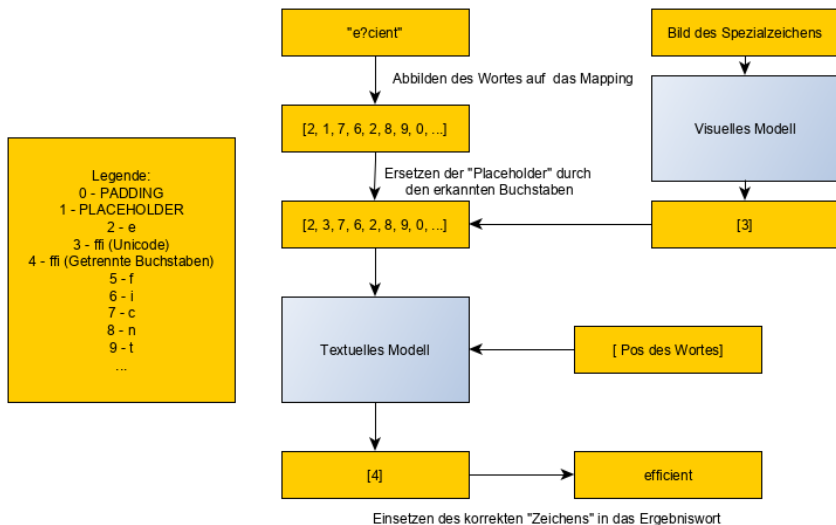 "e?cient"
Bild des Spezialzeichens
Abbilden des Wortes auf das Mapping
[2, 1, 7, 6, 2, 8, 9, 0, ...]
Visuelles Modell
Ersetzen der "Placeholder" durch
den erkannten Buchstaben
[2, 3, 7, 6, 2, 8, 9, 0, ...]
[3]
Legende:
0 - PADDING
1 - PLACEHOLDER
2 - e
3 - ffi (Unicode)
4 - ffi (Getrennte Buchstaben)
5 - f
6 - i
7 - c
8 - n
9 - t
...
Textuelles Modell
[ Pos des Wortes]
[4]
efficient
Einsetzen des korrekten "Zeichens" in das Ergebniswort